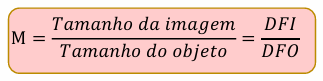 M = Tamanho da imagem / Tamanho do objeto = DFI / DFO